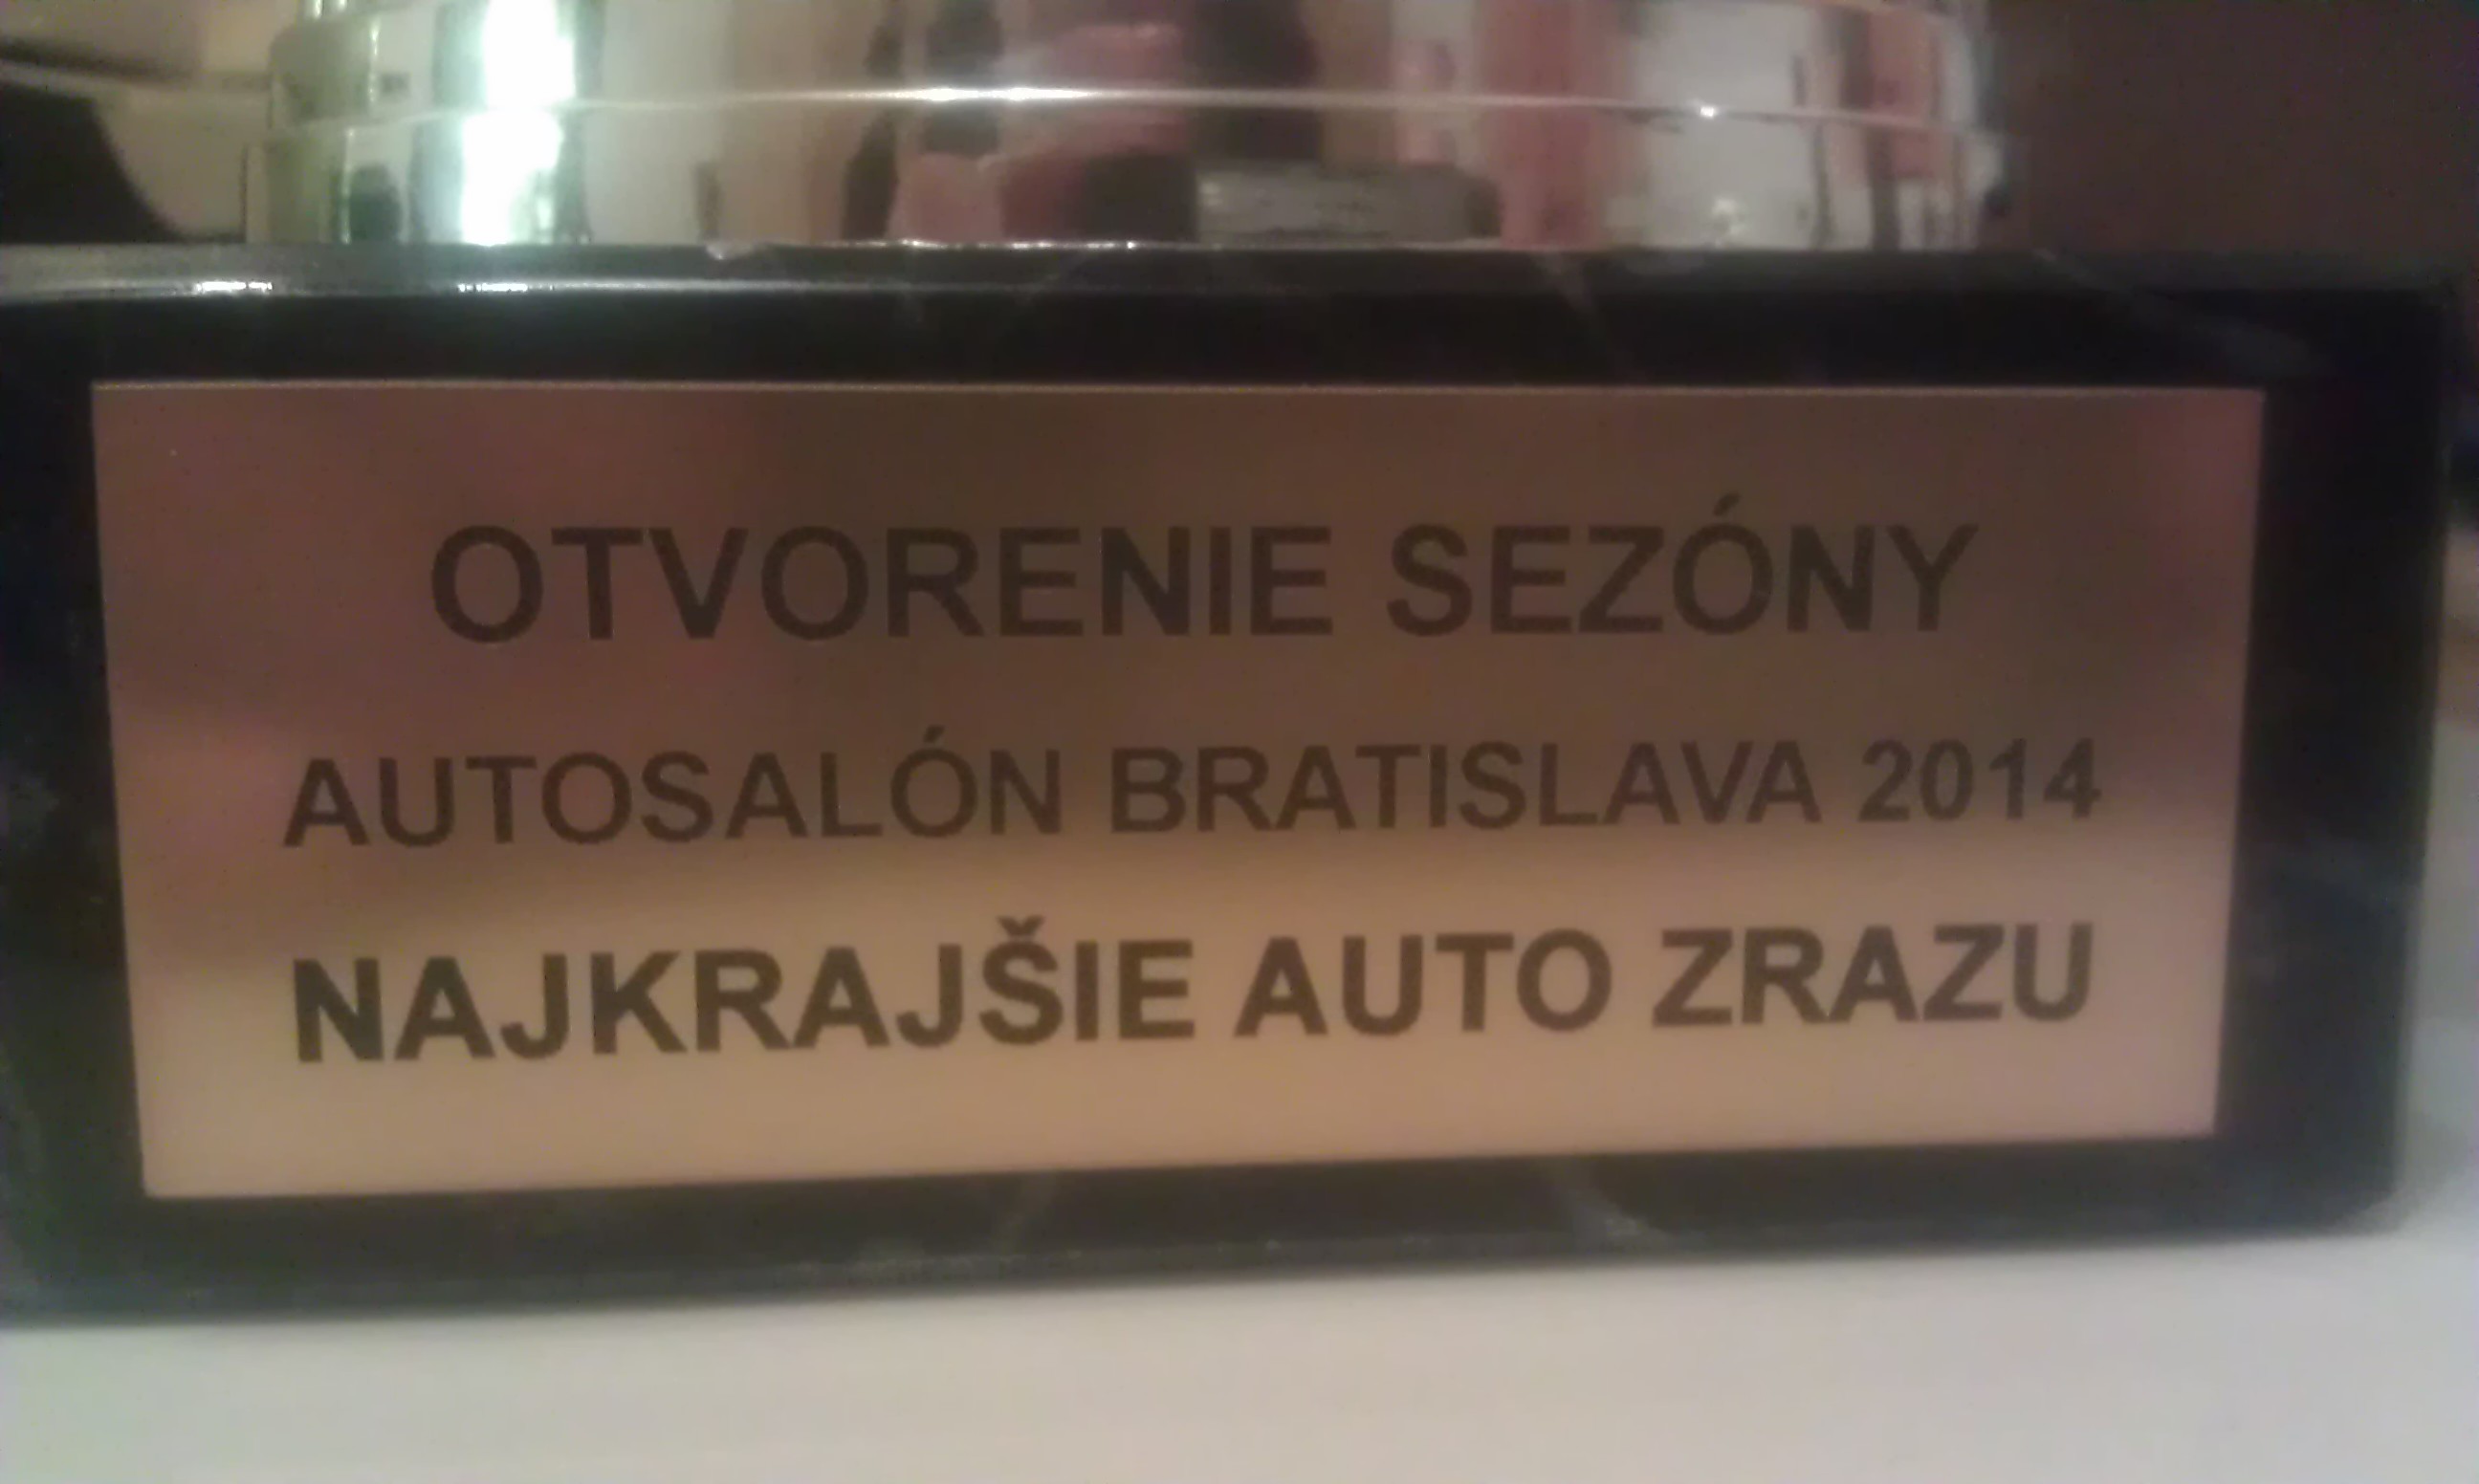 OTVORENIE SEZÓNY
AUTOSALÓN BRATISLAVA 2014
NAJKRAJŠIE AUTO ZRAZU